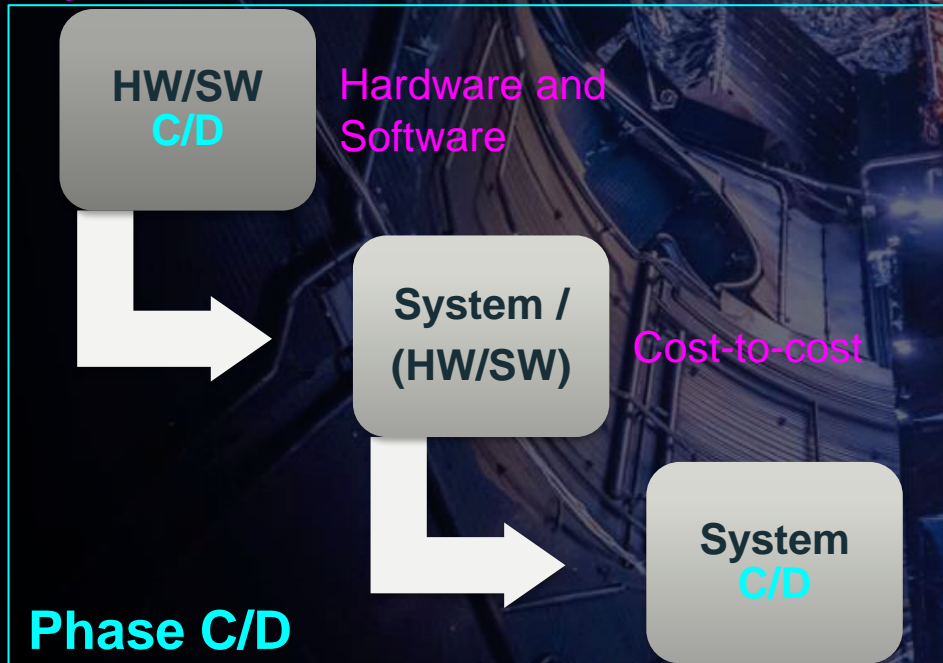 HW/SW
C/D
Hardware and
Software
System /
(HW/SW)
Cost-to-cost
System
C/D
Phase C/D